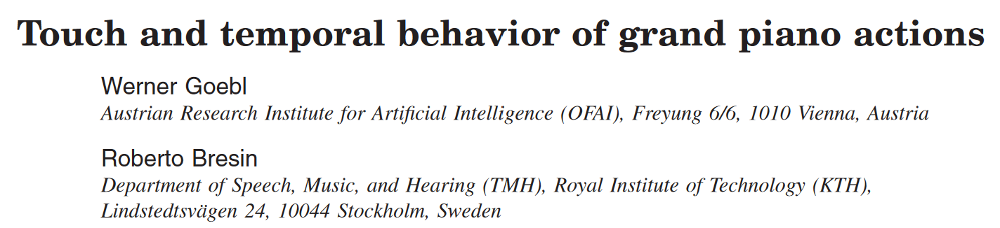 Touch and temporal behavior of grand piano actions
Werner Goebl
Austrian Research Institute for Artificial Intelligence (OFAI), Freyung 6/6, 1010 Vienna, Austria
Roberto Bresin
Department of Speech, Music, and Hearing (TMH), Royal Institute of Technology (KTH),
Lindstedtsvägen 24, 10044 Stockholm, Sweden